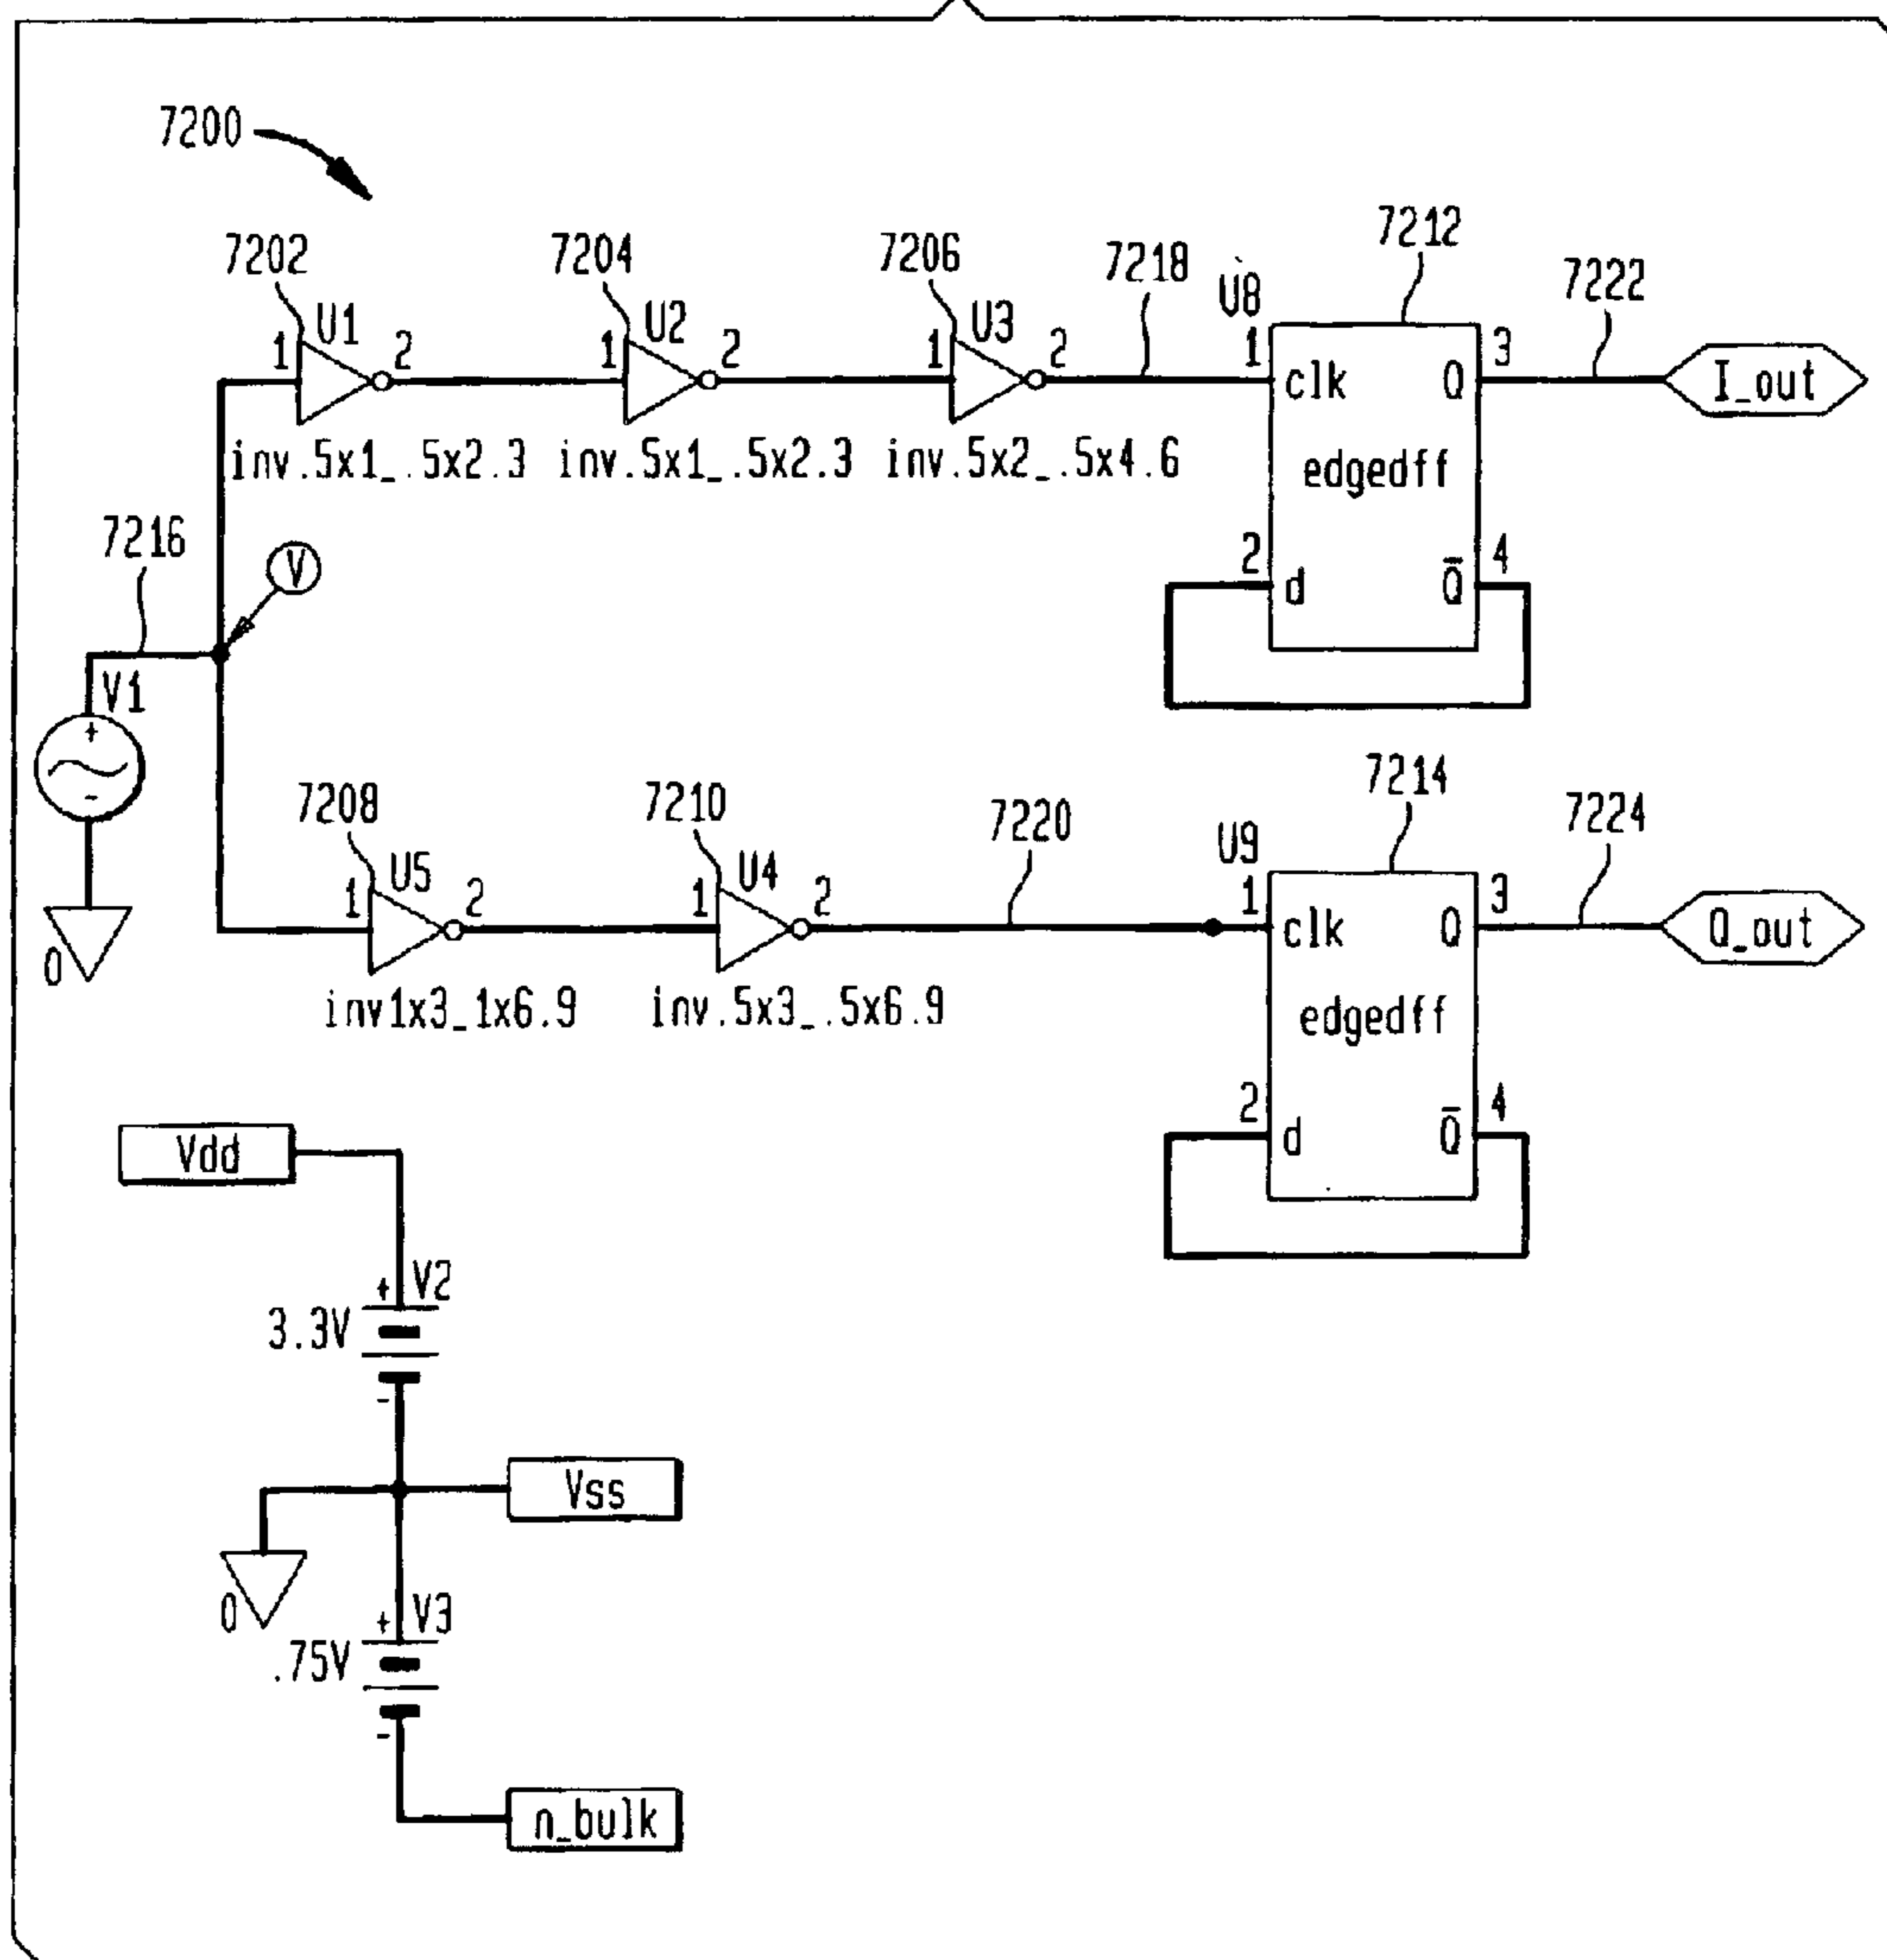 7200
7202 7204 7206 7218 7212 7222
U1 U2 U3 U8
1 2 1 2 1 2 1 3
clk Q I_out
inv.5x1_.5x2.3 inv.5x1_.5x2.3 inv.5x2_.5x4.6 edgedff
7216 V 2 4
d Q̅
V1
+
-
0
7208 7210 7220 7214 7224
U5 U4 U9
1 2 1 2 1 3
clk Q Q_out
inv1x3_1x6.9 inv.5x3_.5x6.9 edgedff
2 4
d Q̅
Vdd
+ V2
3.3V
-
Vss
0
+ V3
.75V
-
n_bulk